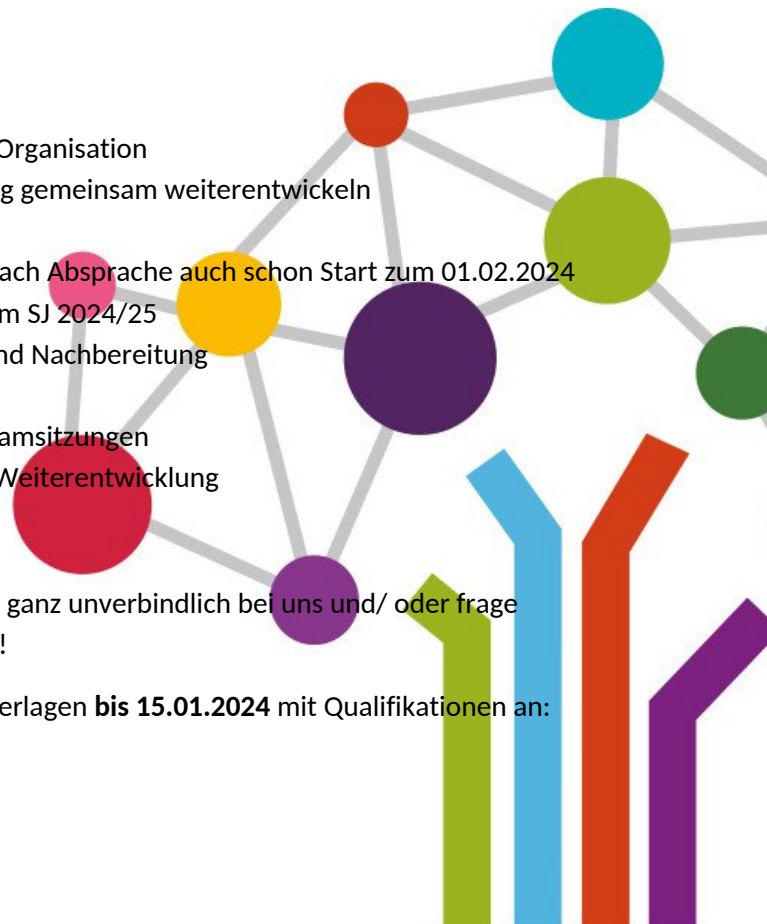 Organisation
g gemeinsam weiterentwickeln
ach Absprache auch schon Start zum 01.02.2024
m SJ 2024/25
nd Nachbereitung
amsitzungen
Weiterentwicklung
ganz unverbindlich bei uns und/ oder frage
!
erlagen bis 15.01.2024 mit Qualifikationen an: